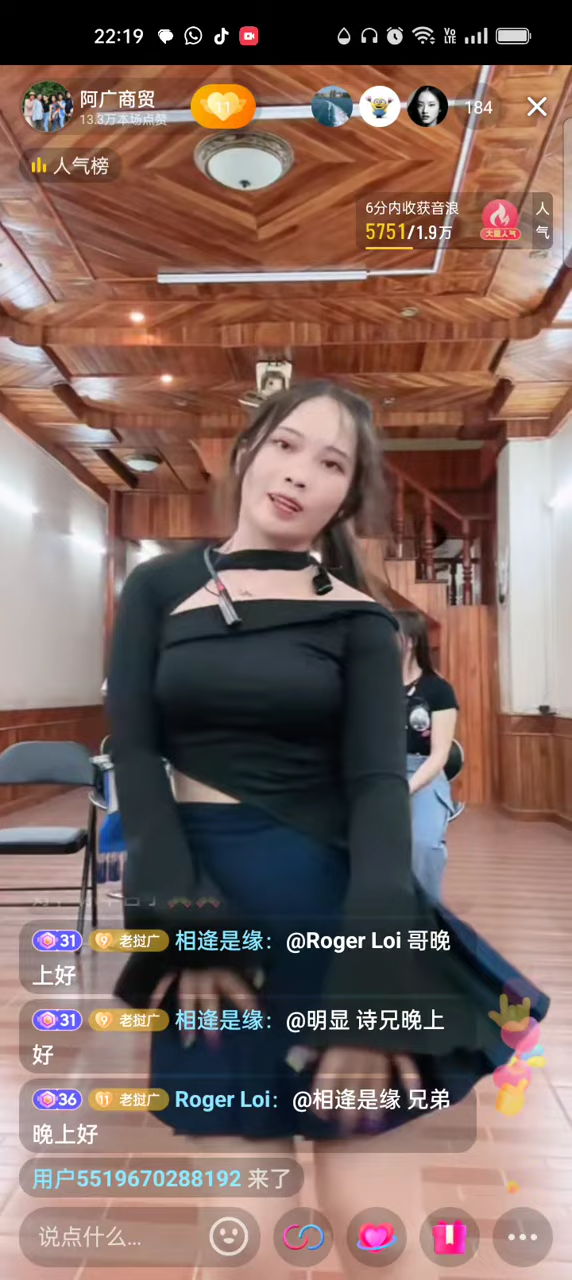 22:19
Vo LTE
阿广商贸
11
184
13.3万本场点赞
人气榜
6分内收获音浪
5751/1.9万
人气
31 9 老挝广 相逢是缘：@Roger Loi 哥晚
上好
31 9 老挝广 相逢是缘：@明显 诗兄晚上
好
36 11 老挝广 Roger Loi：@相逢是缘 兄弟
晚上好
用户5519670288192 来了
说点什么...